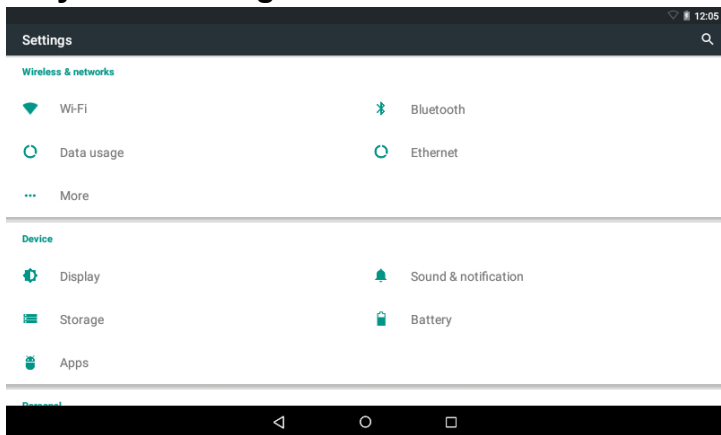 12:05
Settings
Wireless & networks
Wi-Fi Bluetooth
Data usage Ethernet
More
Device
Display Sound & notification
Storage Battery
Apps